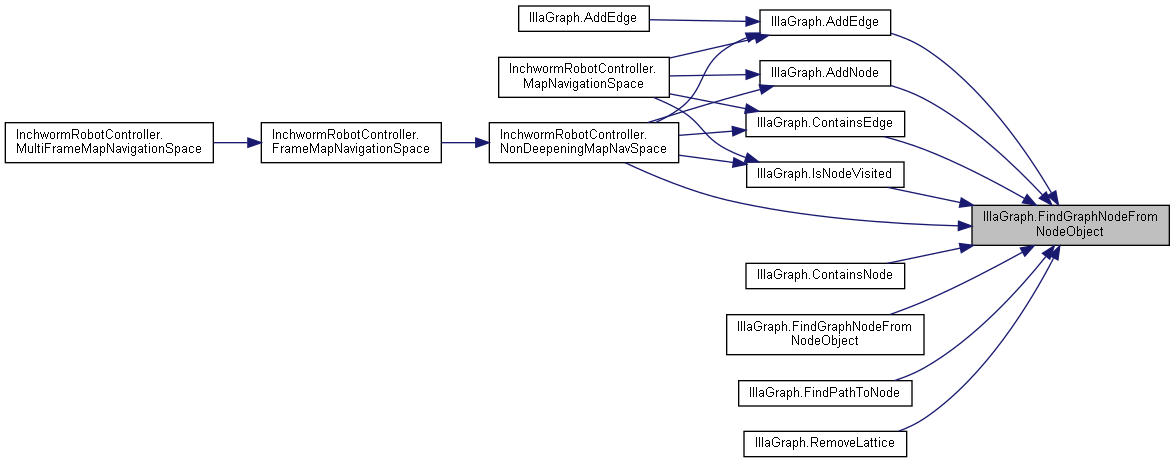 IllaGraph.AddEdge
IllaGraph.AddEdge
InchwormRobotController.
MapNavigationSpace
IllaGraph.AddNode
IllaGraph.ContainsEdge
InchwormRobotController.
MultiFrameMapNavigationSpace
InchwormRobotController.
FrameMapNavigationSpace
InchwormRobotController.
NonDeepeningMapNavSpace
IllaGraph.IsNodeVisited
IllaGraph.FindGraphNodeFrom
NodeObject
IllaGraph.ContainsNode
IllaGraph.FindGraphNodeFrom
NodeObject
IllaGraph.FindPathToNode
IllaGraph.RemoveLattice